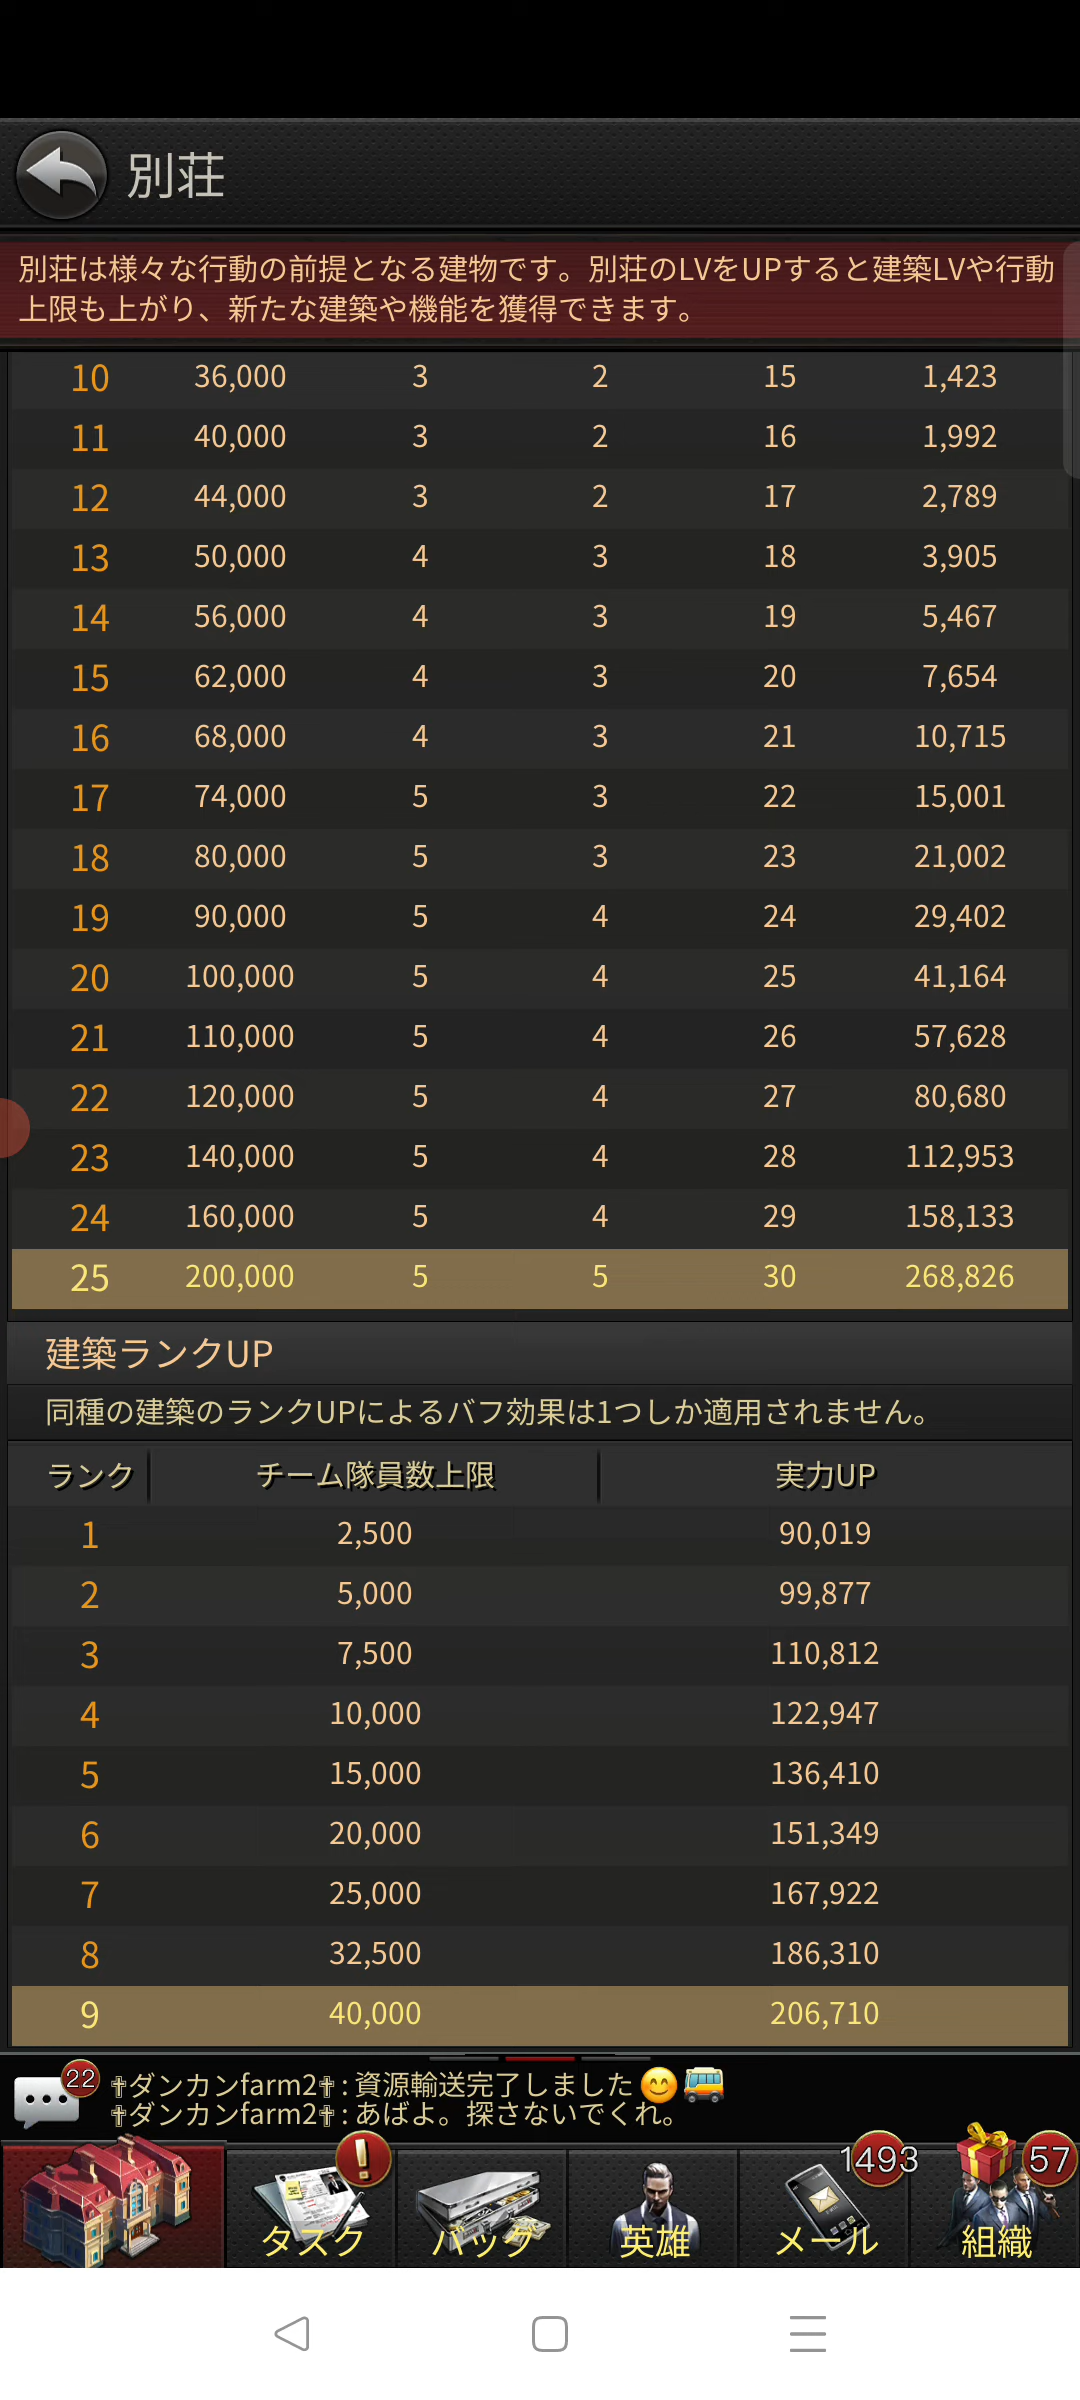 別荘
別荘は様々な行動の前提となる建物です。別荘のLVをUPすると建築LVや行動
上限も上がり、新たな建築や機能を獲得できます。
10 36,000 3 2 15 1,423
11 40,000 3 2 16 1,992
12 44,000 3 2 17 2,789
13 50,000 4 3 18 3,905
14 56,000 4 3 19 5,467
15 62,000 4 3 20 7,654
16 68,000 4 3 21 10,715
17 74,000 5 3 22 15,001
18 80,000 5 3 23 21,002
19 90,000 5 4 24 29,402
20 100,000 5 4 25 41,164
21 110,000 5 4 26 57,628
22 120,000 5 4 27 80,680
23 140,000 5 4 28 112,953
24 160,000 5 4 29 158,133
25 200,000 5 5 30 268,826
建築ランクUP
同種の建築のランクUPによるバフ効果は1つしか適用されません。
ランク チーム隊員数上限 実力UP
1 2,500 90,019
2 5,000 99,877
3 7,500 110,812
4 10,000 122,947
5 15,000 136,410
6 20,000 151,349
7 25,000 167,922
8 32,500 186,310
9 40,000 206,710
22
✟ダンカンfarm2✟: 資源輸送完了しました😊🚌
✟ダンカンfarm2✟: あばよ。探さないでくれ。
! 1493 57
タスク バッグ 英雄 メール 組織